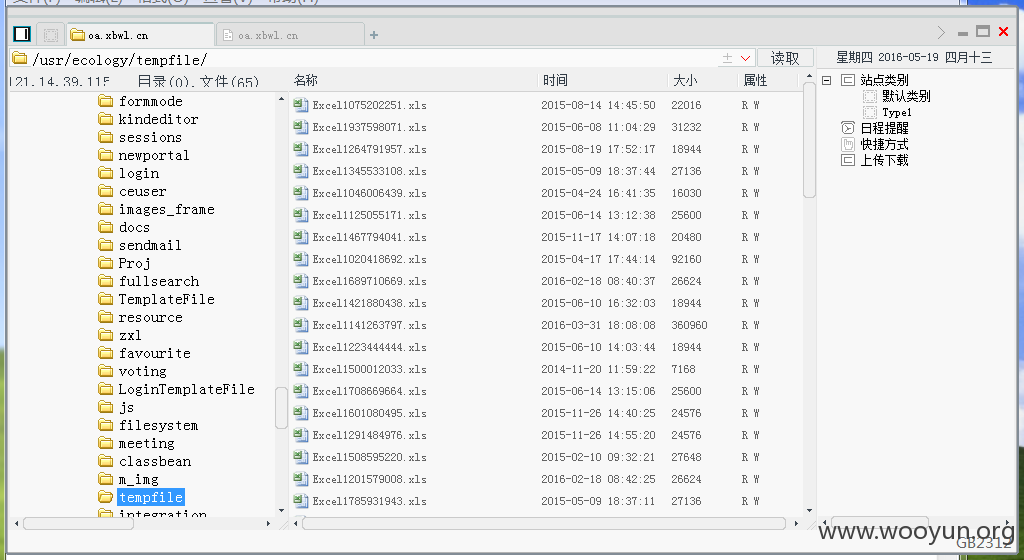 oa.xbwl.cn oa.xbwl.cn +
/usr/ecology/tempfile/ 读取 星期四 2016-05-19 四月十三
121.14.39.115 目录(0),文件(65) 名称 时间 大小 属性
formmode
kindeditor
sessions
newportal
login
ceuser
images_frame
docs
sendmail
Proj
fullsearch
TemplateFile
resource
zxl
favourite
voting
LoginTemplateFile
js
filesystem
meeting
classbean
m_img
tempfile
integration
Excel1075202251.xls 2015-08-14 14:45:50 22016 R W
Excel1937598071.xls 2015-06-08 11:04:29 31232 R W
Excel1264791957.xls 2015-08-19 17:52:17 18944 R W
Excel1345533108.xls 2015-05-09 18:37:44 27136 R W
Excel1046006439.xls 2015-04-24 16:41:35 16030 R W
Excel1125055171.xls 2015-06-14 13:12:38 25600 R W
Excel1467794041.xls 2015-11-17 14:07:18 20480 R W
Excel1020418692.xls 2015-04-17 17:44:14 92160 R W
Excel1689710669.xls 2016-02-18 08:40:37 26624 R W
Excel1421880438.xls 2015-06-10 16:32:03 18944 R W
Excel1141263797.xls 2016-03-31 18:08:08 360960 R W
Excel1223444444.xls 2015-06-10 14:03:44 18944 R W
Excel1500012033.xls 2014-11-20 11:59:22 7168 R W
Excel1708669664.xls 2015-06-14 13:15:06 25600 R W
Excel1601080495.xls 2015-11-26 14:40:25 24576 R W
Excel1291484976.xls 2015-11-26 14:55:20 24576 R W
Excel1508595220.xls 2015-02-10 09:32:21 27648 R W
Excel1201579008.xls 2016-02-18 08:42:25 26624 R W
Excel1785931943.xls 2015-05-09 18:37:11 27136 R W
站点类别
默认类别
Type1
日程提醒
快捷方式
上传下载
www.wooyun.org
GB2312